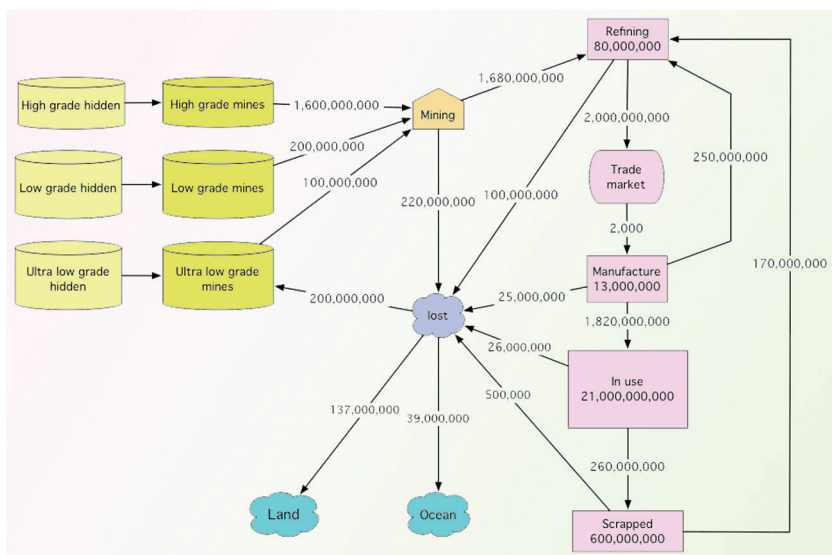 Refining
80,000,000
1,680,000,000
High grade hidden
High grade mines
1,600,000,000
Mining
2,000,000,000
200,000,000
250,000,000
Low grade hidden
Low grade mines
100,000,000
Trade
market
220,000,000
100,000,000
2,000
Ultra low grade
hidden
Ultra low grade
mines
Manufacture
13,000,000
170,000,000
200,000,000
25,000,000
lost
1,820,000,000
26,000,000
In use
21,000,000,000
137,000,000
39,000,000
500,000
260,000,000
Land
Ocean
Scrapped
600,000,000